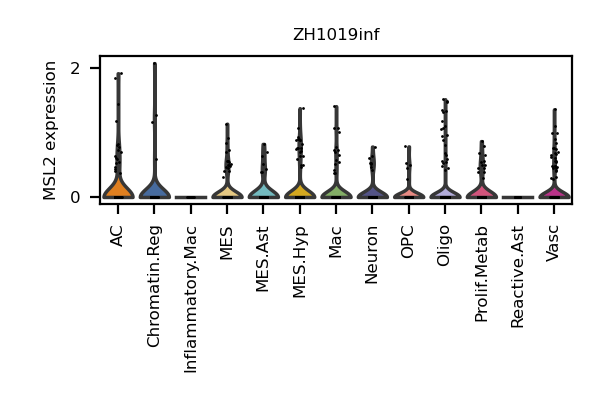 ZH1019inf
MSL2 expression
2
0
AC
Chromatin.Reg
Inflammatory.Mac
MES
MES.Ast
MES.Hyp
Mac
Neuron
OPC
Oligo
Prolif.Metab
Reactive.Ast
Vasc